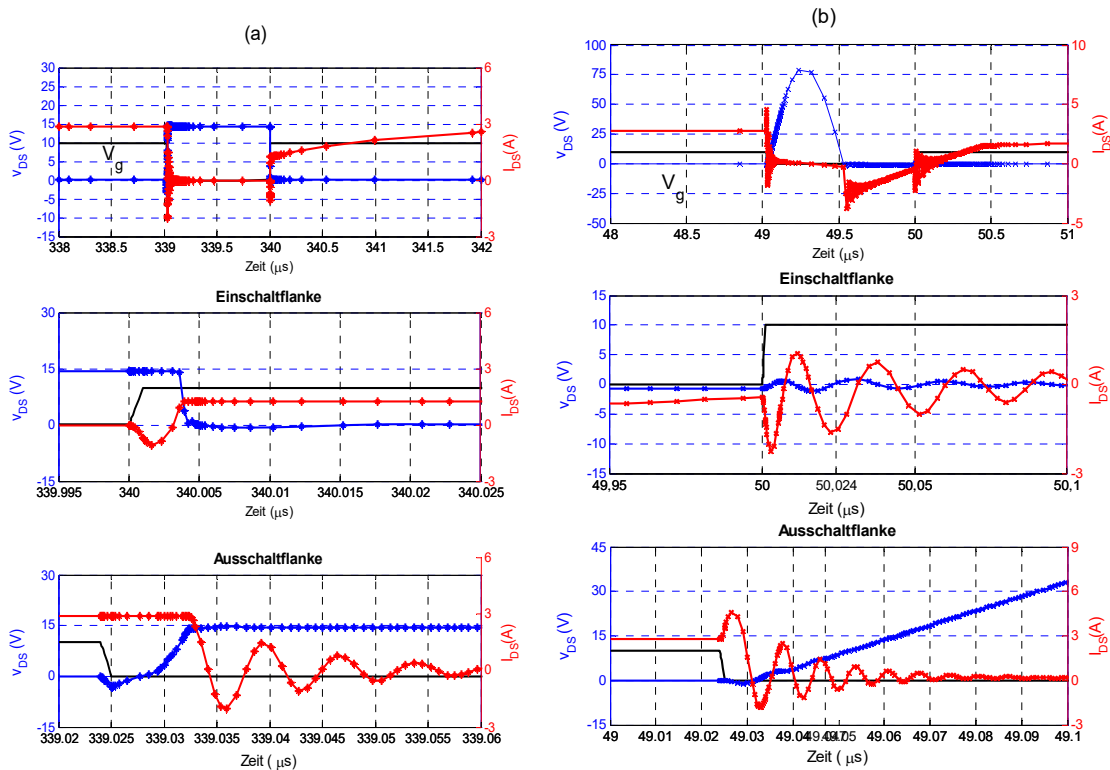 (a)
30
25
20
15
10
5
0
-5
-10
-15
v_DS (V)
V_g
6
3
0
-3
I_DS(A)
338 338.5 339 339.5 340 340.5 341 341.5 342
Zeit (μs)
Einschaltflanke
30
15
0
-15
v_DS (V)
6
3
0
-3
I_DS(A)
339.995 340 340.005 340.01 340.015 340.02 340.025
Zeit (μs)
Ausschaltflanke
30
15
0
-15
v_DS (V)
6
3
0
-3
I_DS(A)
339.02 339.025 339.03 339.035 339.04 339.045 339.05 339.055 339.06
Zeit ( μs)
(b)
100
75
50
25
0
-25
-50
v_DS (V)
V_g
10
5
0
-5
I_DS(A)
48 48.5 49 49.5 50 50.5 51
Zeit (μs)
Einschaltflanke
15
10
5
0
-5
-10
-15
v_DS (V)
3
0
-3
I_DS(A)
49,95 50 50,024 50,05 50,1
Zeit (μs)
Ausschaltflanke
45
30
15
0
-15
v_DS (V)
9
6
3
0
-3
I_DS(A)
49 49.01 49.02 49.03 49.04 49.05 49.06 49.07 49.08 49.09 49.1
Zeit ( μs)